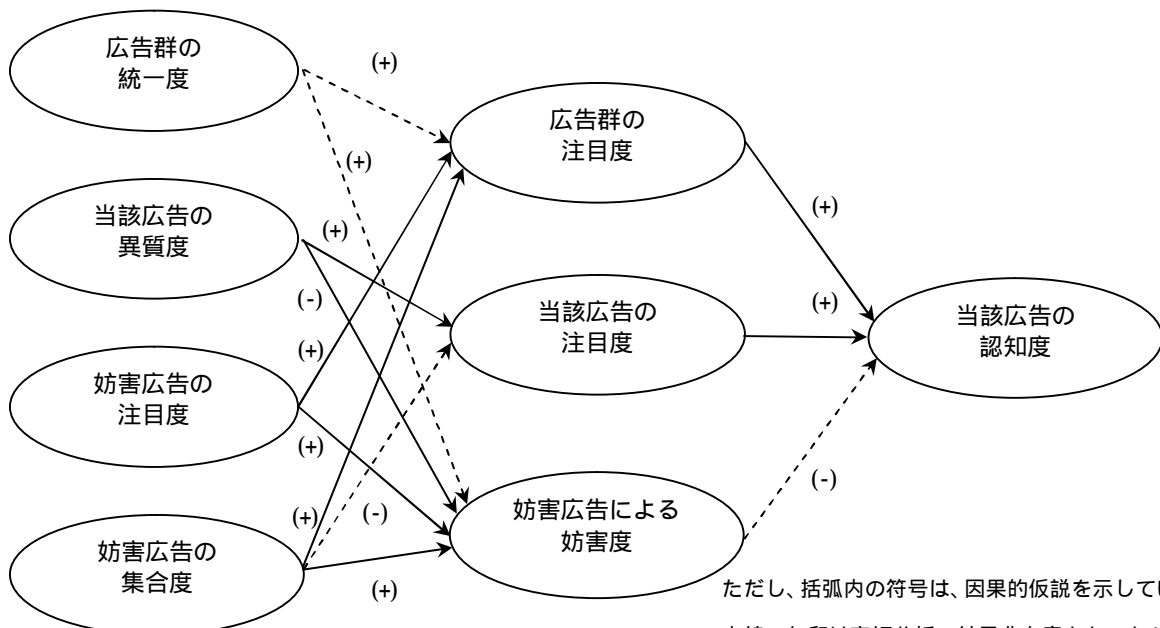 広告群の
統一度
当該広告の
異質度
妨害広告の
注目度
妨害広告の
集合度
(+)
(+)
(+)
(-)
(+)
(+)
(+)
(-)
(+)
広告群の
注目度
当該広告の
注目度
妨害広告による
妨害度
(+)
(+)
(-)
当該広告の
認知度
ただし、括弧内の符号は、因果的仮説を示してい